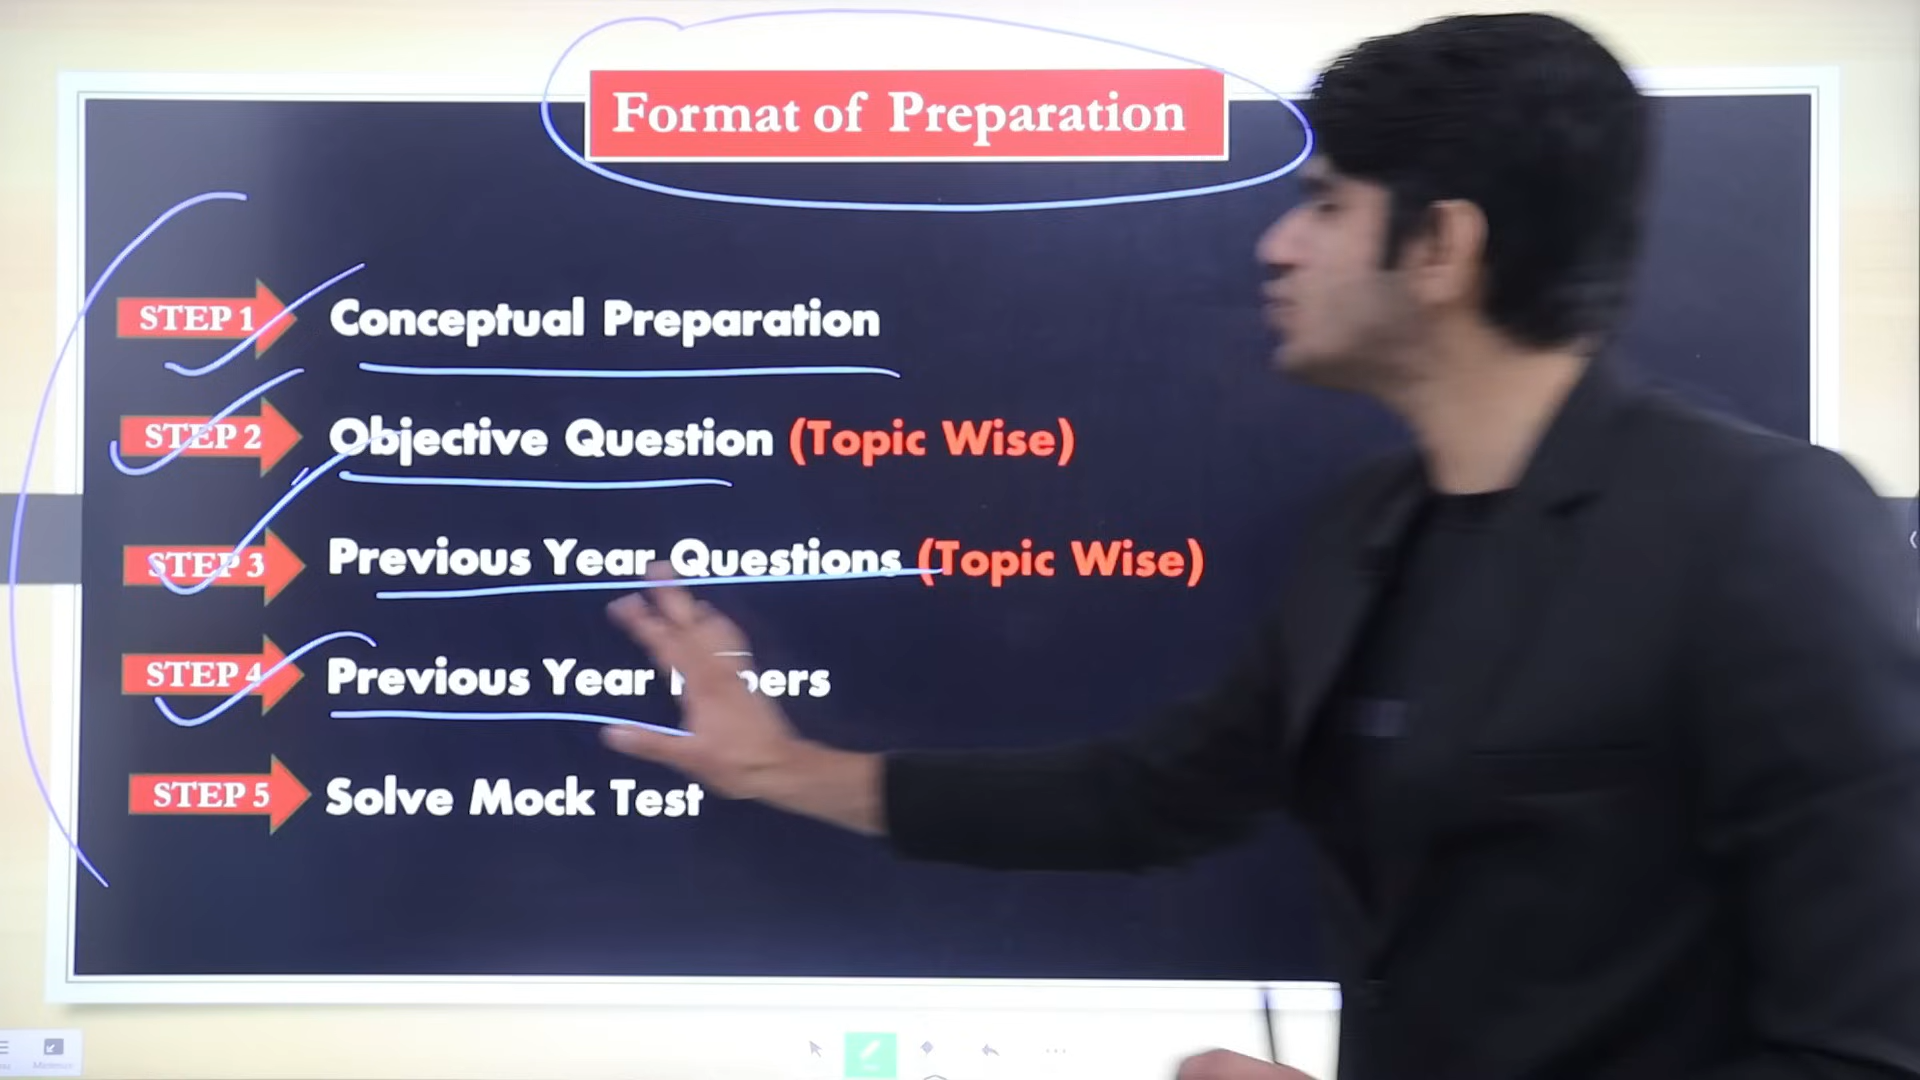 Format of Preparation
STEP 1 Conceptual Preparation
STEP 2 Objective Question (Topic Wise)
STEP 3 Previous Year Questions (Topic Wise)
STEP 4 Previous Year
STEP 5 Solve Mock Test